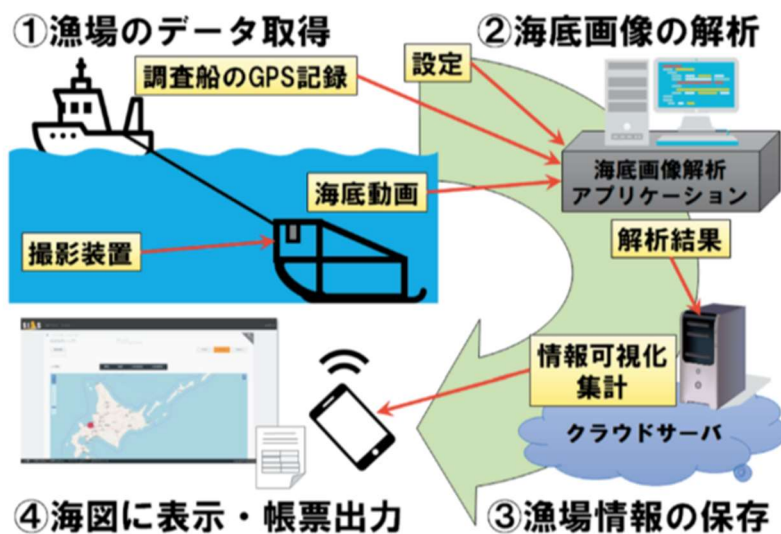 ①漁場のデータ取得
②海底画像の解析
調査船のGPS記録
設定
海底画像解析
アプリケーション
海底動画
撮影装置
解析結果
情報可視化
集計
クラウドサーバ
④海図に表示・帳票出力
③漁場情報の保存